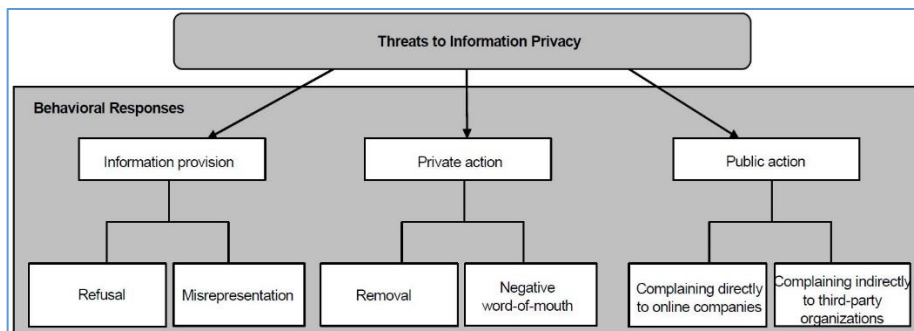 Threats to Information Privacy
Behavioral Responses
Information provision
Private action
Public action
Refusal
Misrepresentation
Removal
Negative
word-of-mouth
Complaining directly
to online companies
Complaining indirectly
to third-party
organizations